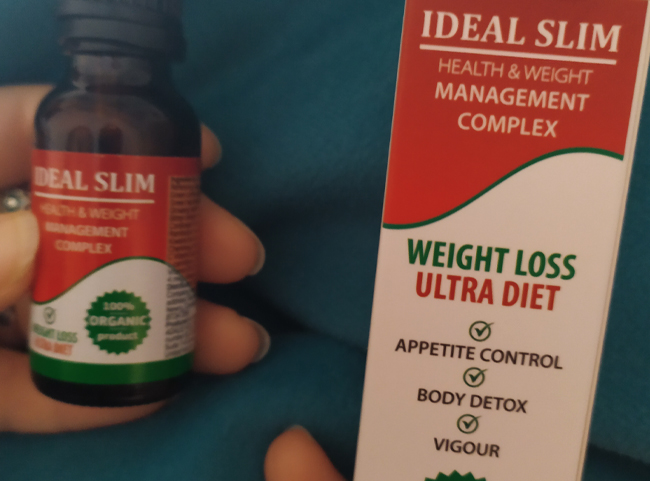 IDEAL SLIM
HEALTH & WEIGHT
MANAGEMENT
COMPLEX
100%
ORGANIC
product
WEIGHT LOSS
ULTRA DIET
IDEAL SLIM
HEALTH & WEIGHT
MANAGEMENT
COMPLEX
WEIGHT LOSS
ULTRA DIET
APPETITE CONTROL
BODY DETOX
VIGOUR